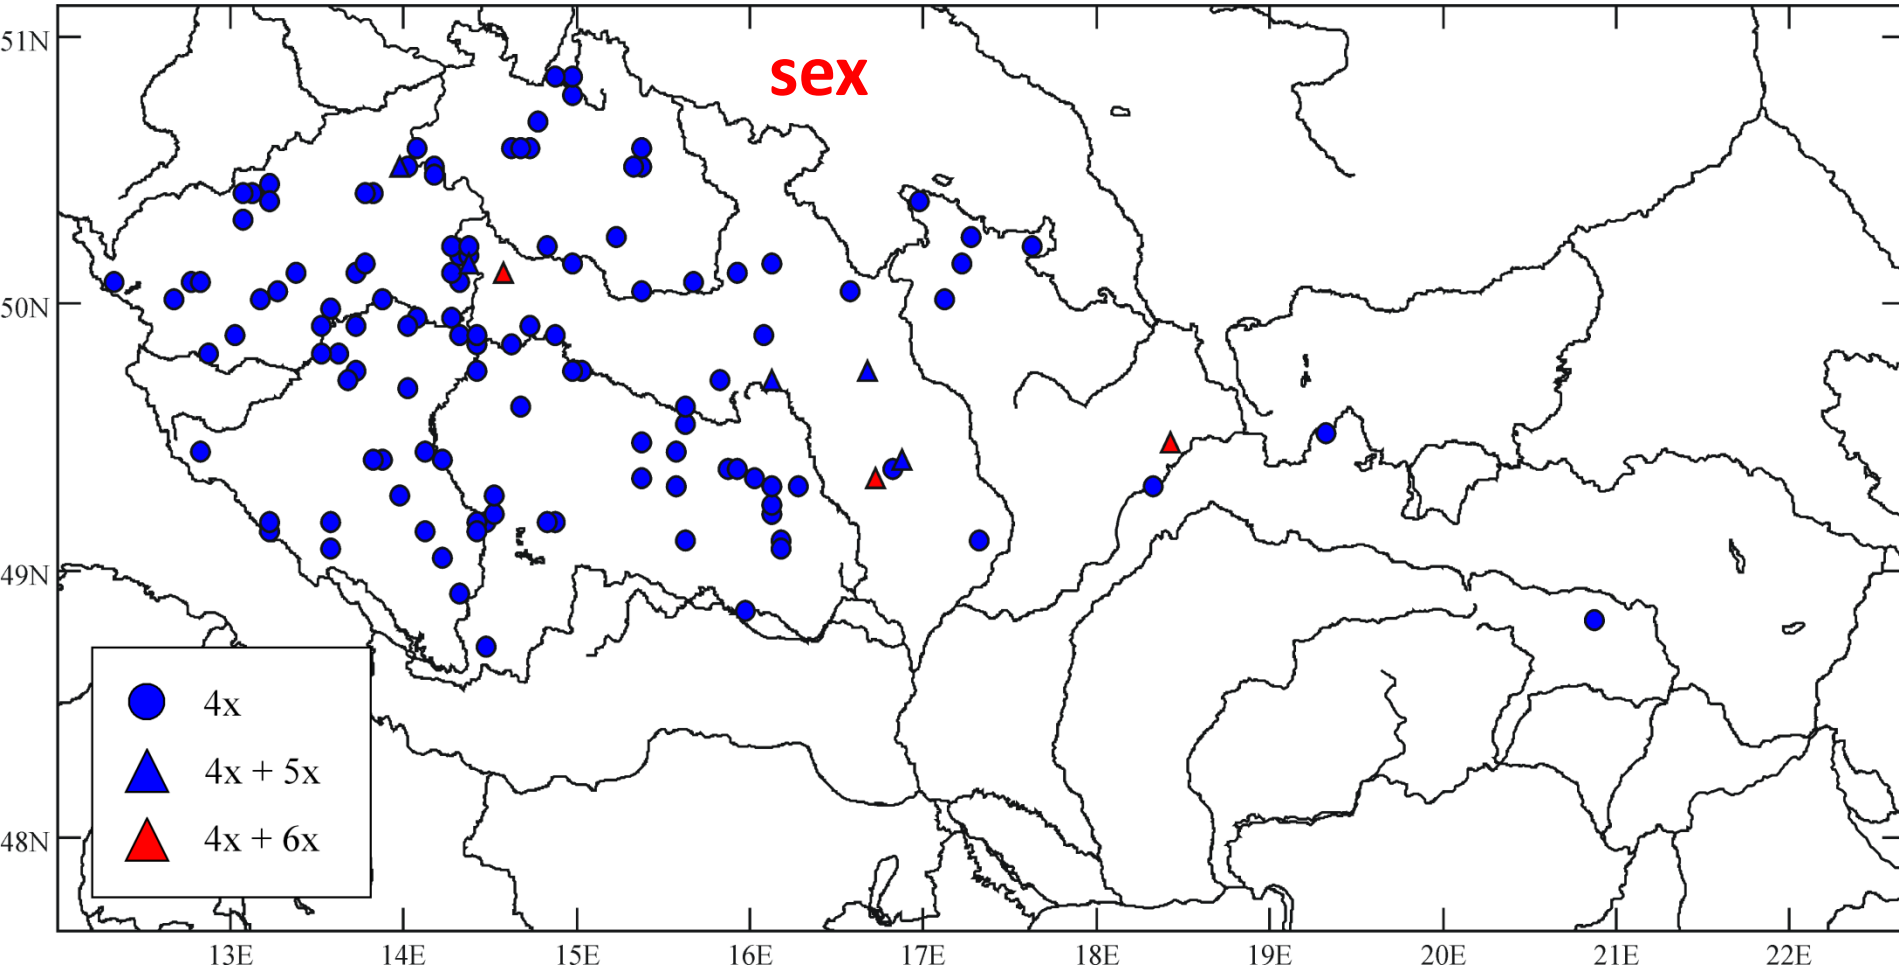 sex
51N
50N
49N
48N
4x
4x + 5x
4x + 6x
13E 14E 15E 16E 17E 18E 19E 20E 21E 22E